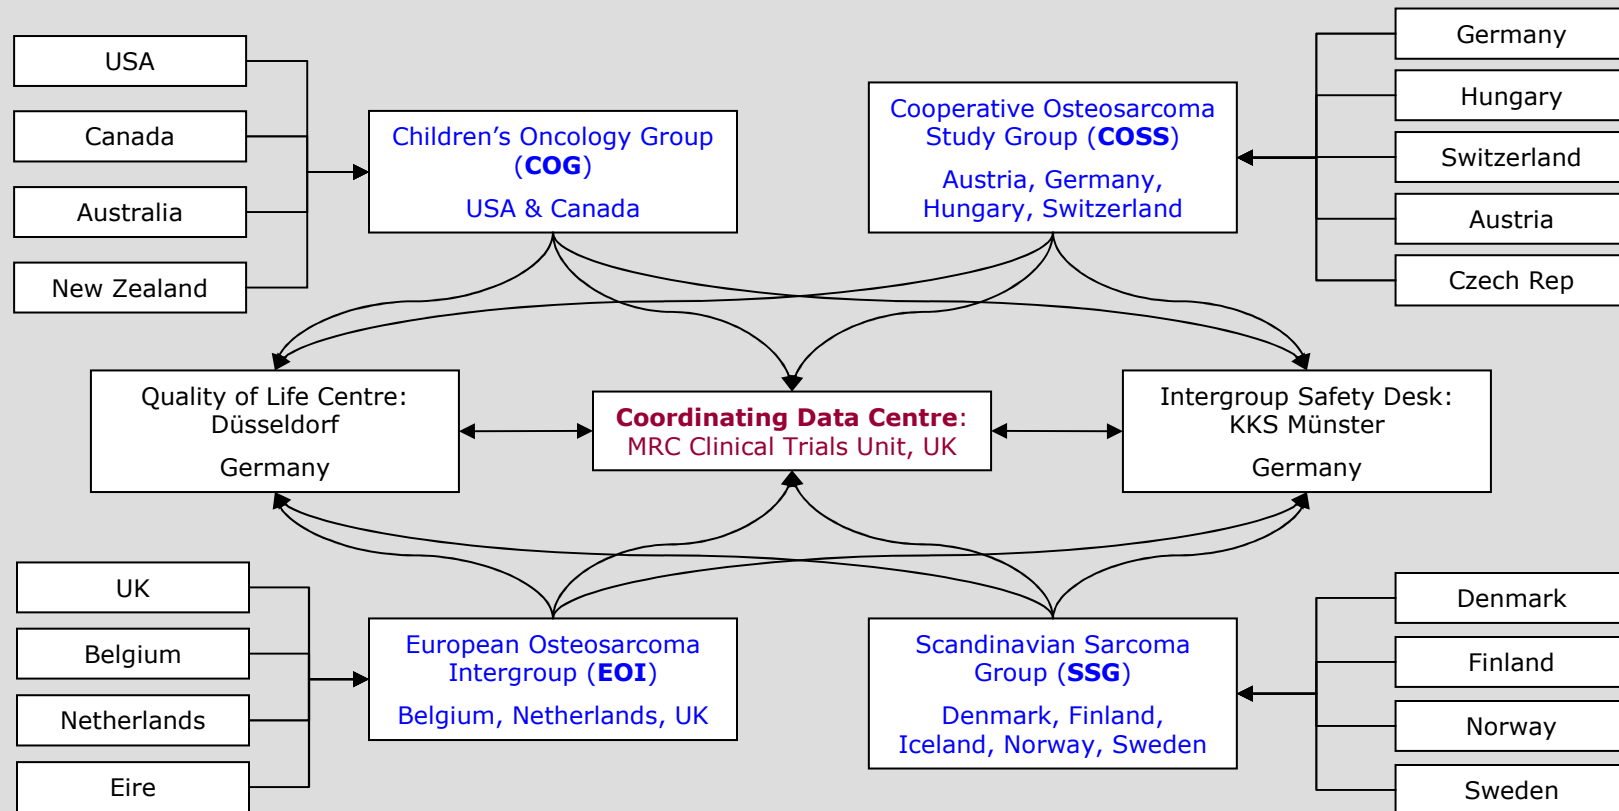 USA
Canada
Australia
New Zealand
Children's Oncology Group
(COG)
USA & Canada
Cooperative Osteosarcoma
Study Group (COSS)
Austria, Germany,
Hungary, Switzerland
Germany
Hungary
Switzerland
Austria
Czech Rep
Quality of Life Centre:
Düsseldorf
Germany
Coordinating Data Centre:
MRC Clinical Trials Unit, UK
Intergroup Safety Desk:
KKS Münster
Germany
UK
Belgium
Netherlands
Eire
European Osteosarcoma
Intergroup (EOI)
Belgium, Netherlands, UK
Scandinavian Sarcoma
Group (SSG)
Denmark, Finland,
Iceland, Norway, Sweden
Denmark
Finland
Norway
Sweden